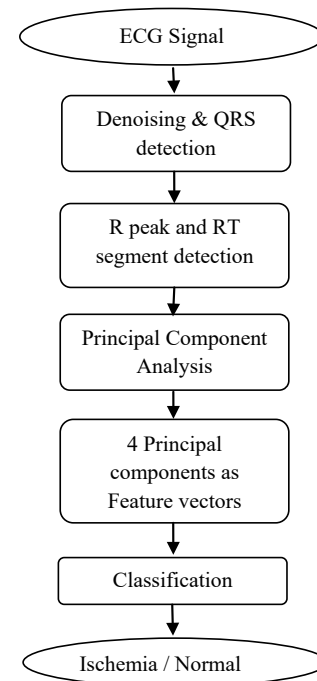 ECG Signal
Denoising & QRS
detection
R peak and RT
segment detection
Principal Component
Analysis
4 Principal
components as
Feature vectors
Classification
Ischemia / Normal